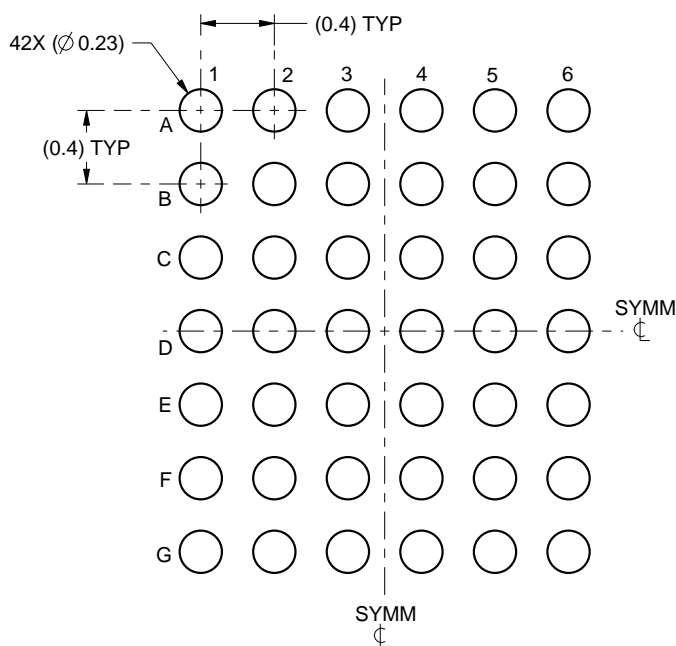 (0.4) TYP
42X (∅ 0.23)
1
2
3
4
5
6
A
(0.4) TYP
B
C
SYMM
℄
D
E
F
G
SYMM
℄